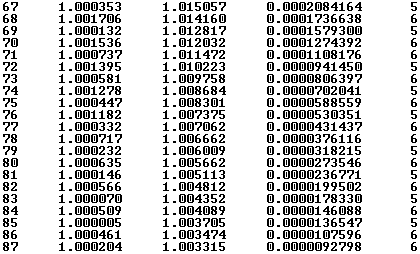 67 1.000353 1.015057 0.0002084164 5
68 1.001706 1.014160 0.0001736638 6
69 1.000132 1.012817 0.0001579300 5
70 1.001536 1.012032 0.0001274392 6
71 1.000737 1.011472 0.0001108176 5
72 1.001395 1.010223 0.0000941450 6
73 1.000581 1.009758 0.0000806397 6
74 1.001278 1.008684 0.0000702041 5
75 1.000447 1.008301 0.0000588559 6
76 1.001182 1.007375 0.0000530351 5
77 1.000332 1.007062 0.0000431437 6
78 1.000717 1.006662 0.0000376116 6
79 1.000232 1.006009 0.0000318215 5
80 1.000635 1.005662 0.0000273546 6
81 1.000146 1.005113 0.0000236771 5
82 1.000566 1.004812 0.0000199502 6
83 1.000070 1.004352 0.0000178330 5
84 1.000509 1.004089 0.0000146088 6
85 1.000005 1.003705 0.0000136547 5
86 1.000461 1.003474 0.0000107596 6
87 1.000204 1.003315 0.0000092798 6